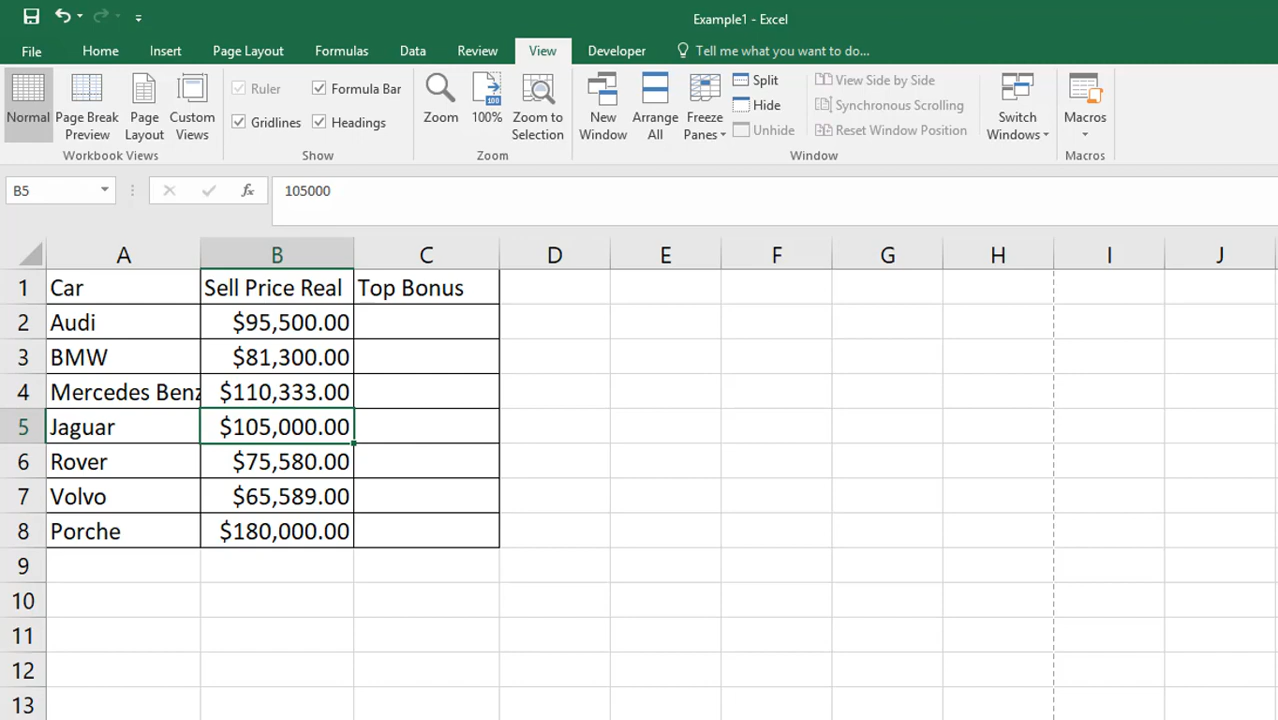 Example1 - Excel
File Home Insert Page Layout Formulas Data Review View Developer Tell me what you want to do...
Normal Page Break Preview Page Layout Custom Views
Workbook Views
Ruler Formula Bar
Gridlines Headings
Show
Zoom 100% Zoom to Selection
100
Zoom
New Window Arrange All Freeze Panes
Split
Hide
Unhide
View Side by Side
Synchronous Scrolling
Reset Window Position
Switch Windows
Window
Macros
Macros
B5 fx 105000
A B C D E F G H I J
1 Car Sell Price Real Top Bonus
2 Audi $95,500.00
3 BMW $81,300.00
4 Mercedes Benz $110,333.00
5 Jaguar $105,000.00
6 Rover $75,580.00
7 Volvo $65,589.00
8 Porche $180,000.00
9
10
11
12
13